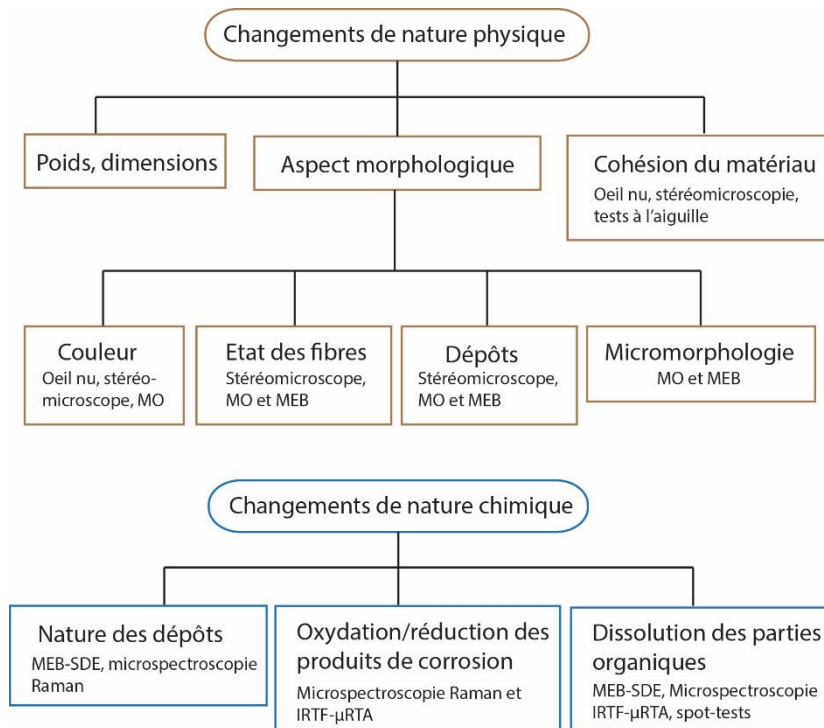 Changements de nature physique
Poids, dimensions
Aspect morphologique
Cohésion du matériau
Oeil nu, stéréomicroscopie,
tests à l'aiguille
Couleur
Oeil nu, stéréo-
microscope, MO
Etat des fibres
Stéréomicroscope,
MO et MEB
Dépôts
Stéréomicroscope,
MO et MEB
Micromorphologie
MO et MEB
Changements de nature chimique
Nature des dépôts
MEB-SDE, microspectroscopie
Raman
Oxydation/réduction des
produits de corrosion
Microspectroscopie Raman et
IRTF-μRTA
Dissolution des parties
organiques
MEB-SDE, Microspectroscopie
IRTF-μRTA, spot-tests